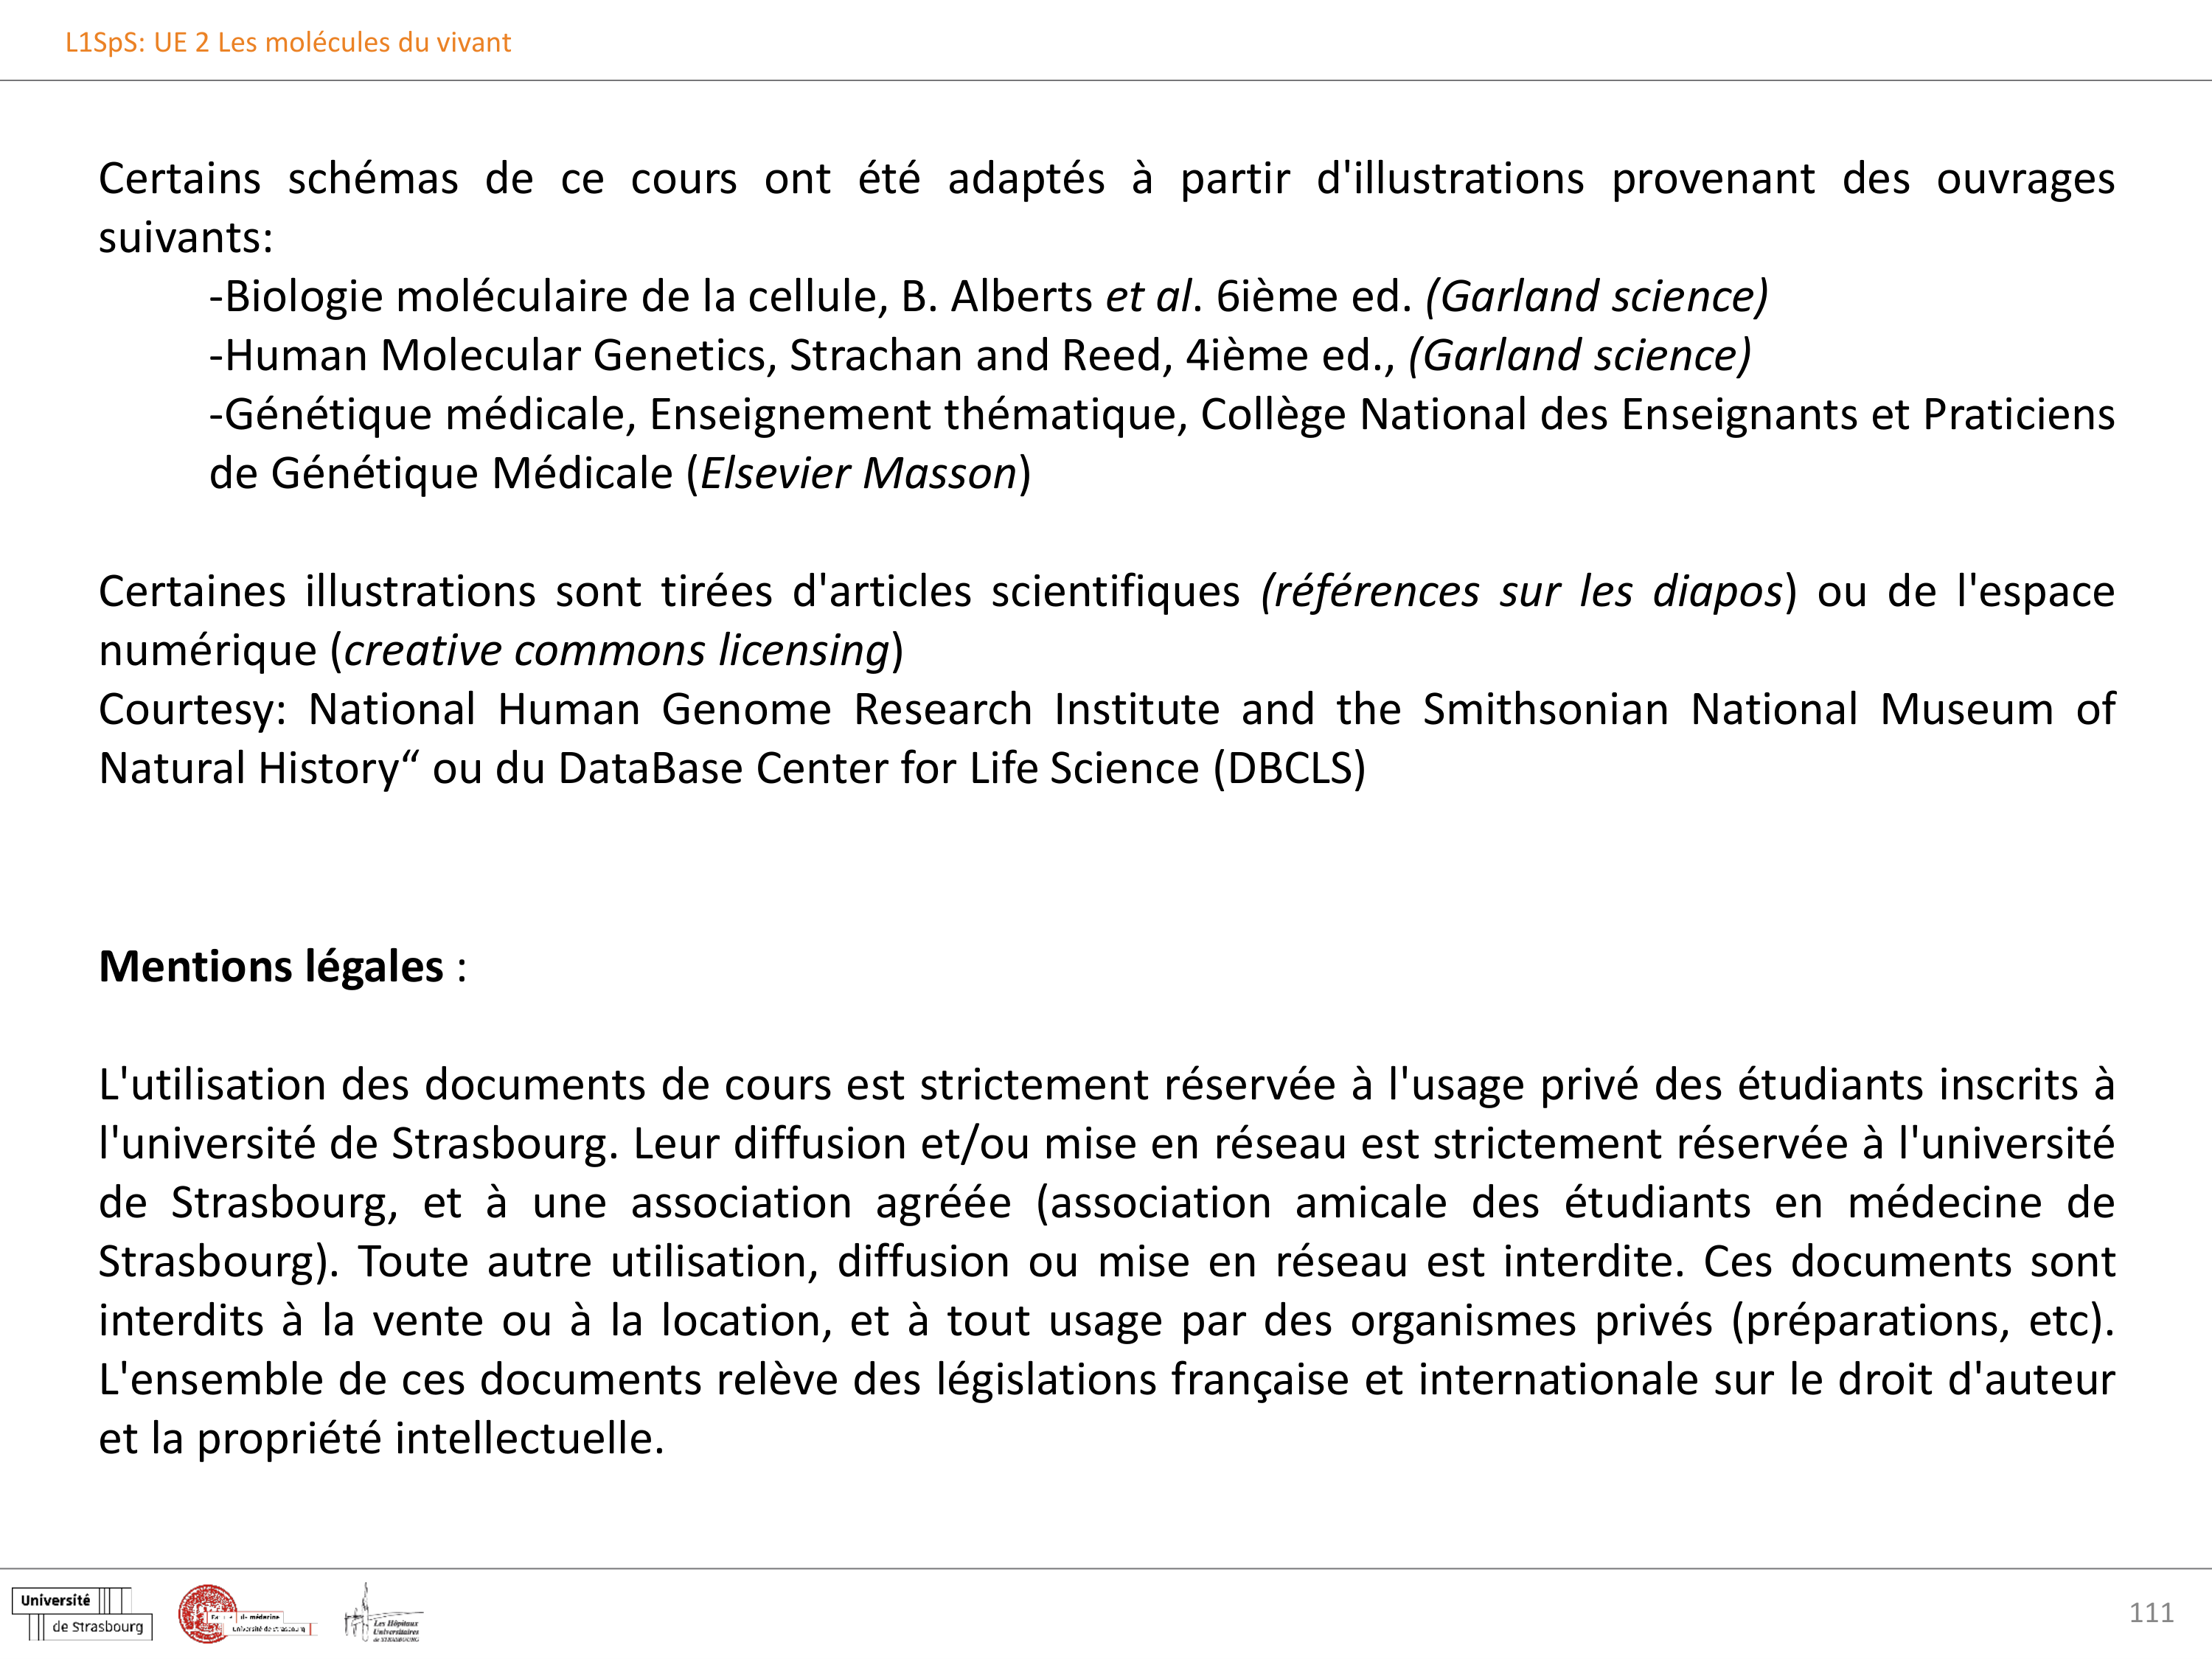 L1SpS: UE 2 Les molécules du vivant
Certains schémas de ce cours ont été adaptés à partir d'illustrations provenant des ouvrages
suivants:
-Biologie moléculaire de la cellule, B. Alberts et al. 6ième ed. (Garland science)
-Human Molecular Genetics, Strachan and Reed, 4ième ed., (Garland science)
-Génétique médicale, Enseignement thématique, Collège National des Enseignants et Praticiens
de Génétique Médicale (Elsevier Masson)
Certaines illustrations sont tirées d'articles scientifiques (références sur les diapos) ou de l'espace
numérique (creative commons licensing)
Courtesy: National Human Genome Research Institute and the Smithsonian National Museum of
Natural History“ ou du DataBase Center for Life Science (DBCLS)
Mentions légales :
L'utilisation des documents de cours est strictement réservée à l'usage privé des étudiants inscrits à
l'université de Strasbourg. Leur diffusion et/ou mise en réseau est strictement réservée à l'université
de Strasbourg, et à une association agréée (association amicale des étudiants en médecine de
Strasbourg). Toute autre utilisation, diffusion ou mise en réseau est interdite. Ces documents sont
interdits à la vente ou à la location, et à tout usage par des organismes privés (préparations, etc).
L'ensemble de ces documents relève des législations française et internationale sur le droit d'auteur
et la propriété intellectuelle.
Université
de Strasbourg
de médecine
Université de Strasbourg
Les Hôpitaux
Universitaires
de STRASBOURG
111